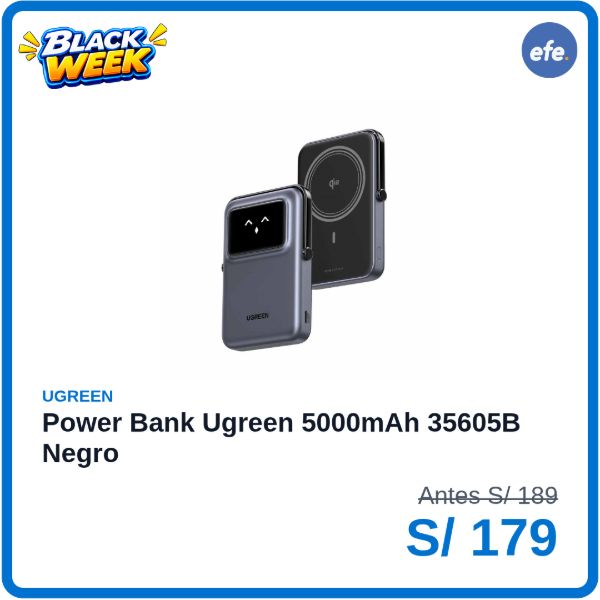 BLACK
WEEK
efe.
UGREEN
UGREEN
Power Bank Ugreen 5000mAh 35605B
Negro
Antes S/ 189
S/ 179